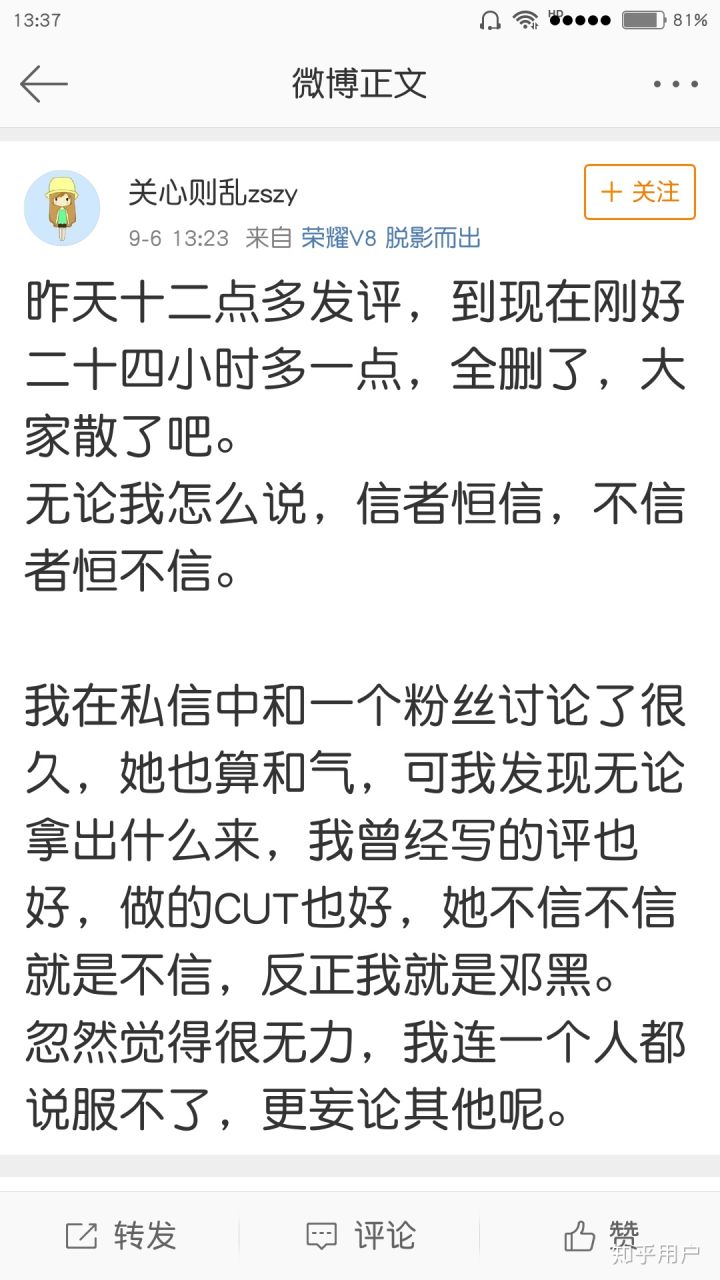 13:37
HD
81%
微博正文
关心则乱zszy
+ 关注
9-6 13:23 来自 荣耀V8 脱影而出
昨天十二点多发评，到现在刚好
二十四小时多一点，全删了，大
家散了吧。
无论我怎么说，信者恒信，不信
者恒不信。
我在私信中和一个粉丝讨论了很
久，她也算和气，可我发现无论
拿出什么来，我曾经写的评也
好，做的CUT也好，她不信不信
就是不信，反正我就是邓黑。
忽然觉得很无力，我连一个人都
说服不了，更妄论其他呢。
转发
评论
赞
知乎用户